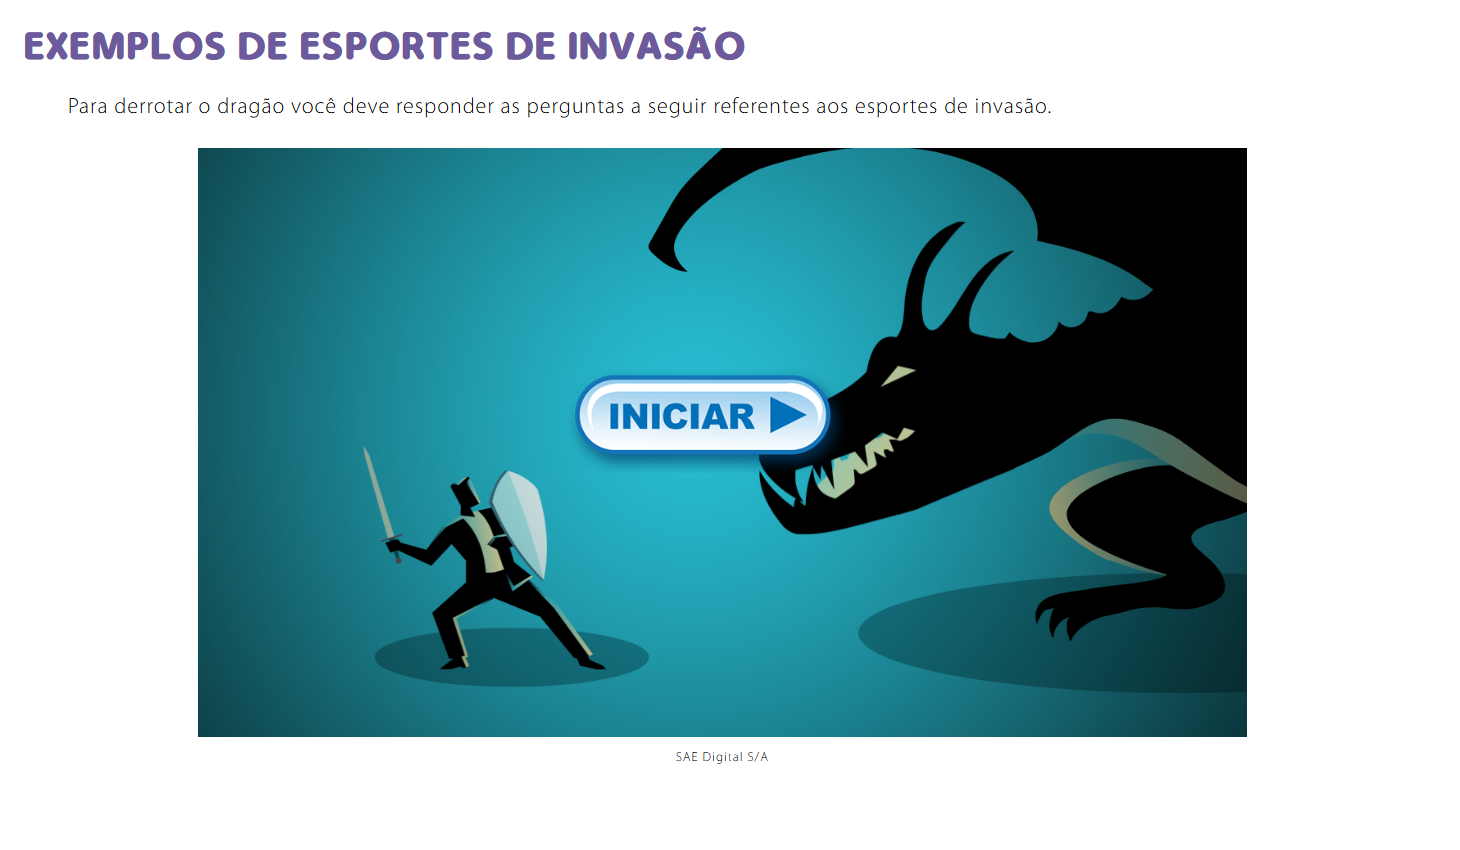 EXEMPLOS DE ESPORTES DE INVASÃO
Para derrotar o dragão você deve responder as perguntas a seguir referentes aos esportes de invasão.
INICIAR
SAE Digital S/A